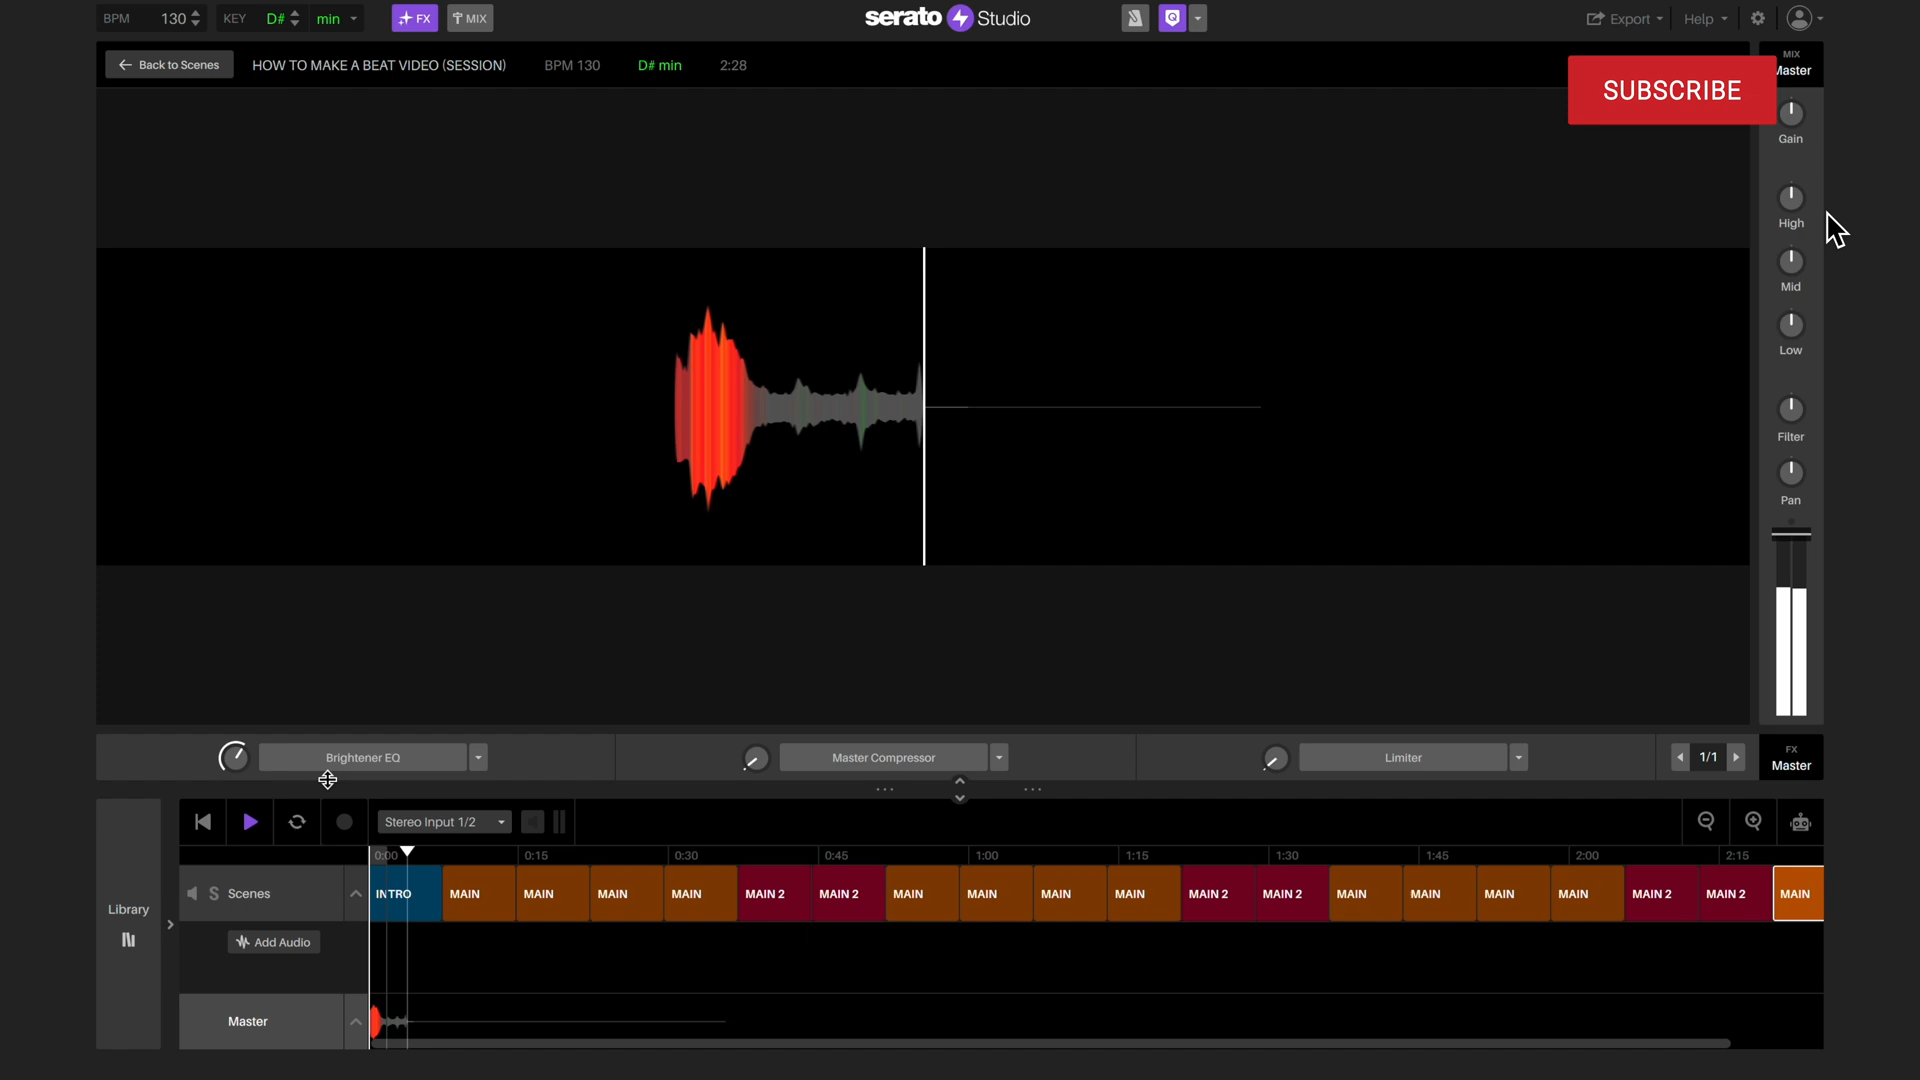 BPM 130 KEY D# min FX MIX serato Studio Export Help
Back to Scenes HOW TO MAKE A BEAT VIDEO (SESSION) BPM 130 D# min 2:28
MIX
Master
SUBSCRIBE
Gain
High
Mid
Low
Filter
Pan
Brightener EQ Master Compressor Limiter 1/1
FX
Master
Stereo Input 1/2
0:00 0:15 0:30 0:45 1:00 1:15 1:30 1:45 2:00 2:15
S Scenes INTRO MAIN MAIN MAIN MAIN MAIN 2 MAIN 2 MAIN MAIN MAIN MAIN MAIN 2 MAIN 2 MAIN MAIN MAIN MAIN MAIN 2 MAIN 2 MAIN
Library
Add Audio
Master